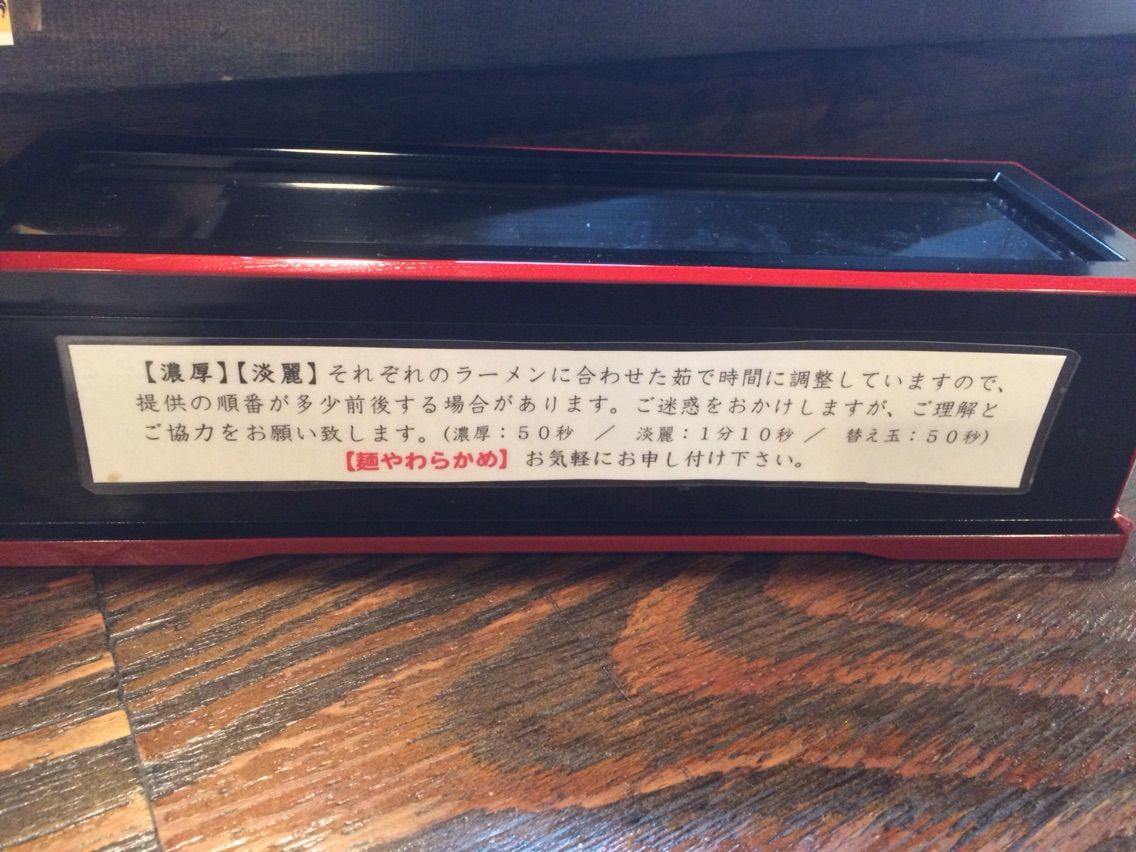 【濃厚】【淡麗】それぞれのラーメンに合わせた茹で時間に調整していますので、
提供の順番が多少前後する場合があります。ご迷惑をおかけしますが、ご理解と
ご協力をお願い致します。(濃厚：５０秒　／　淡麗：１分１０秒　／　替え玉：５０秒)
【麺やわらかめ】お気軽にお申し付け下さい。